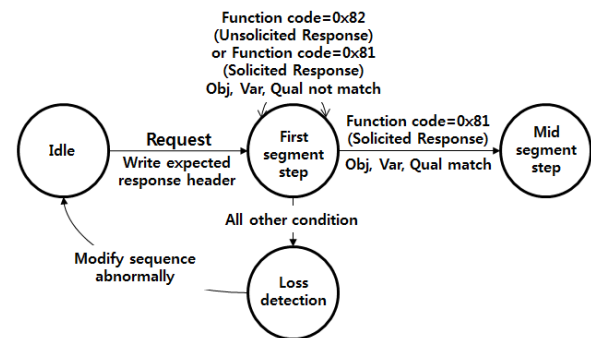 Function code=0x82
(Unsolicited Response)
or Function code=0x81
(Solicited Response)
Obj, Var, Qual not match
Idle
Request
Write expected
response header
First
segment
step
Function code=0x81
(Solicited Response)
Obj, Var, Qual match
Mid
segment
step
All other condition
Modify sequence
abnormally
Loss
detection